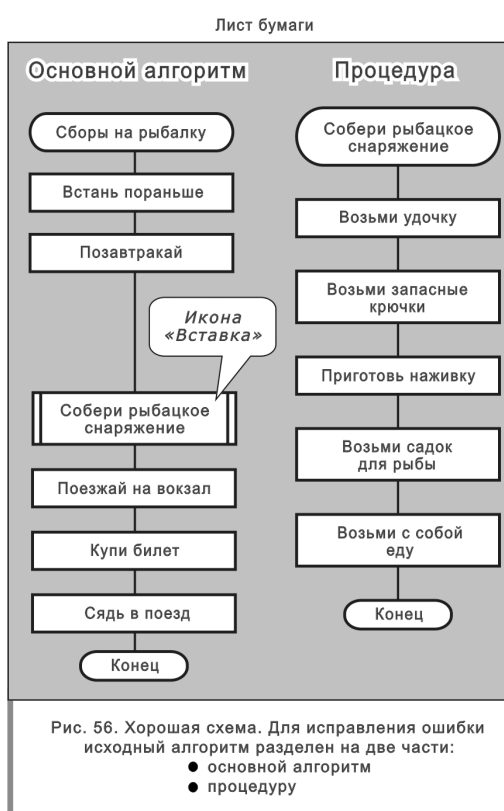 Лист бумаги
Основной алгоритм
Сборы на рыбалку
Встань пораньше
Позавтракай
Икона
«Вставка»
Собери рыбацкое
снаряжение
Поезжай на вокзал
Купи билет
Сядь в поезд
Конец
Процедура
Собери рыбацкое
снаряжение
Возьми удочку
Возьми запасные
крючки
Приготовь наживку
Возьми садок
для рыбы
Возьми с собой
еду
Конец
Рис. 56. Хорошая схема. Для исправления ошибки
исходный алгоритм разделен на две части:
● основной алгоритм
● процедуру